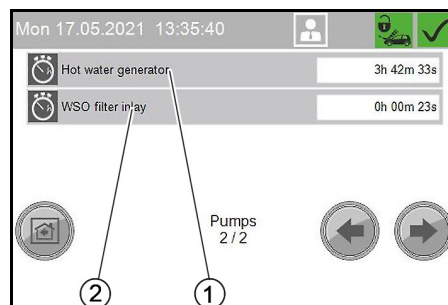 Mon 17.05.2021 13:35:40
Hot water generator 3h 42m 33s
WSO filter inlay 0h 00m 23s
Pumps
2 / 2
2 1